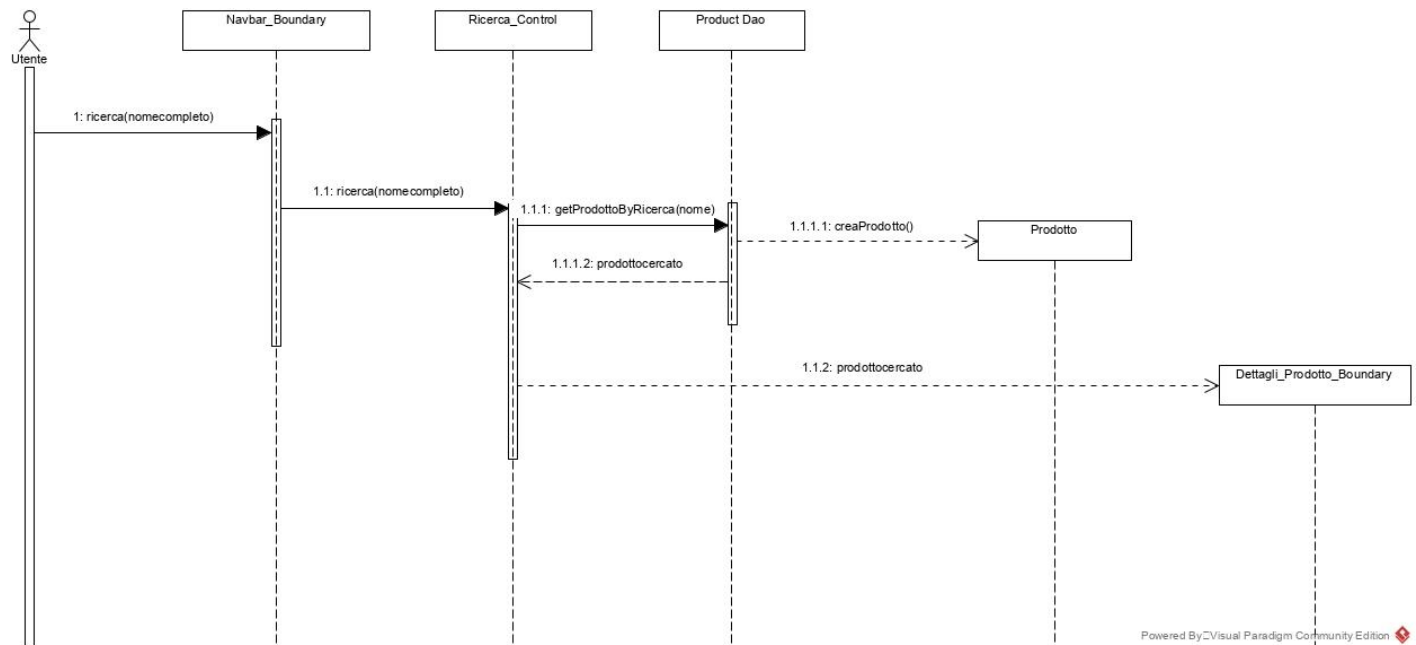 Navbar_Boundary
Ricerca_Control
Product Dao
Utente
1: ricerca(nomecompleto)
1.1: ricerca(nomecompleto)
1.1.1: getProdottoByRicerca(nome)
1.1.1.1: creaProdotto()
Prodotto
1.1.1.2: prodottocercato
1.1.2: prodottocercato
Dettagli_Prodotto_Boundary
Powered By Visual Paradigm Community Edition